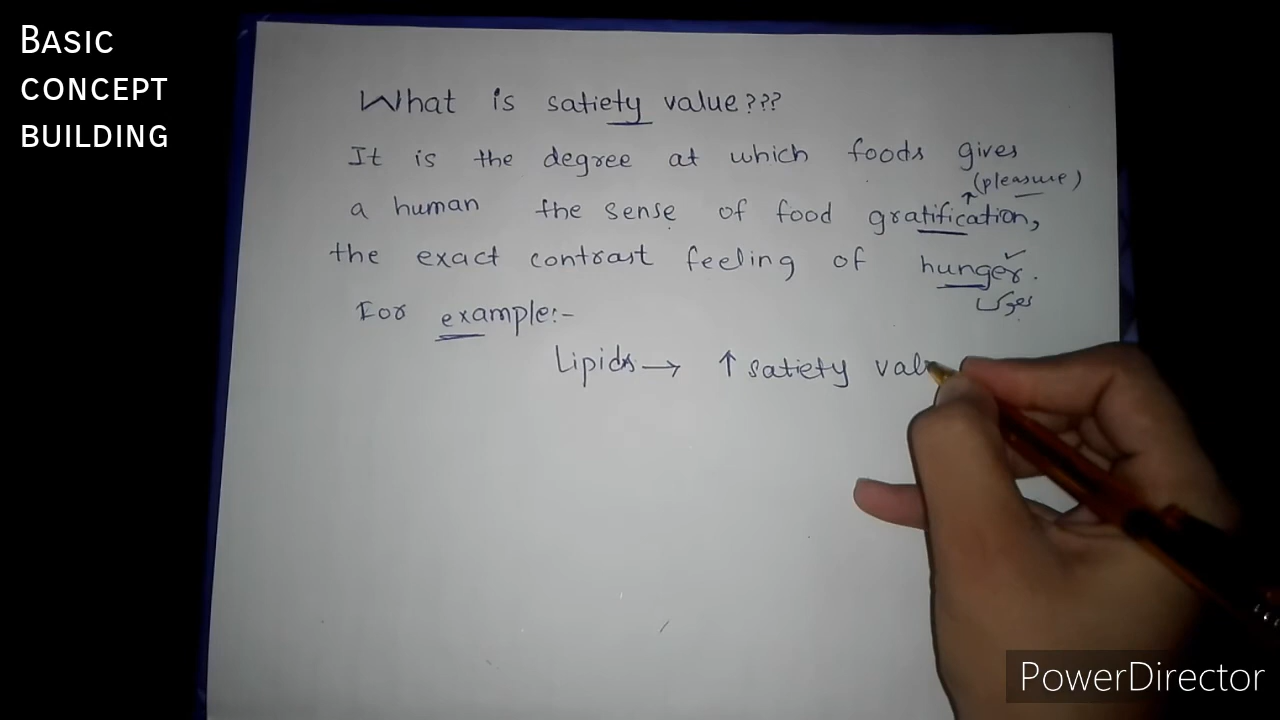 BASIC
CONCEPT
BUILDING
What is satiety value???
It is the degree at which foods gives
(pleasure)
a human the sense of food gratification,
the exact contrast feeling of hunger.
بھوک
For example:-
Lipids → ↑ satiety val
PowerDirector